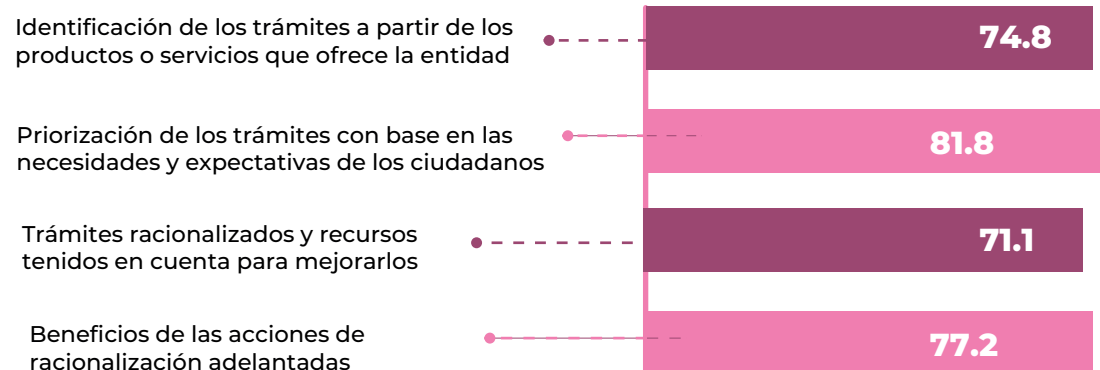 Identificación de los trámites a partir de los
productos o servicios que ofrece la entidad
74.8
Priorización de los trámites con base en las
necesidades y expectativas de los ciudadanos
81.8
Trámites racionalizados y recursos
tenidos en cuenta para mejorarlos
71.1
Beneficios de las acciones de
racionalización adelantadas
77.2